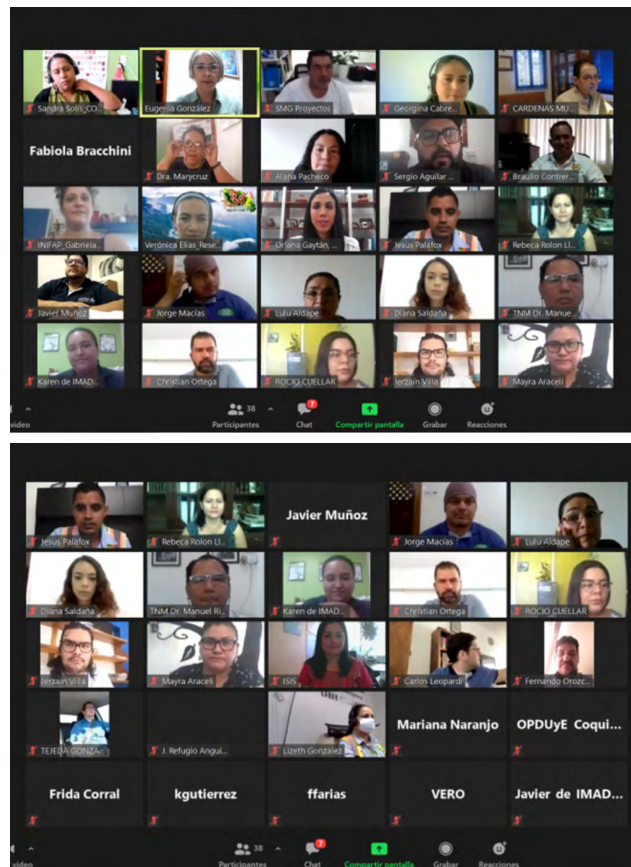 Sandra Solis_CO...
Eugenia González
SMG Proyectos
Georgina Cabre...
CARDENAS MU...
Fabiola Bracchini
Dra. Marycruz
Alana Pacheco
Sergio Aguilar ...
Braulio Contrer...
INIFAP_Gabriela...
Verónica Elias_Rese...
Oriana Gaytán, ...
Jesus Palafox
Rebeca Rolon Ll...
Javier Muñoz
Jorge Macías
Lulu Aldape
Diana Saldaña
TNM Dr. Manue...
Karen de IMAD...
Christian Ortega
ROCIO CUELLAR
Jerzain Villa
Mayra Araceli
video
38
Participantes
7
Chat
Compartir pantalla
Grabar
Reacciones
Jesus Palafox
Rebeca Rolon Ll...
Javier Muñoz
Jorge Macías
Lulu Aldape
Diana Saldaña
TNM Dr. Manuel Ri...
Karen de IMAD...
Christian Ortega
ROCIO CUELLAR
Jerzain Villa
Mayra Araceli
ISIS
Carlos Leopardi
Fernando Orozc...
TEJEDA GONZA...
J. Refugio Angui...
Lizeth Gonzalez
Mariana Naranjo
OPDUyE Coqui...
Frida Corral
kgutierrez
ffarias
VERO
Javier de IMAD...
video
38
Participantes
7
Chat
Compartir pantalla
Grabar
Reacciones